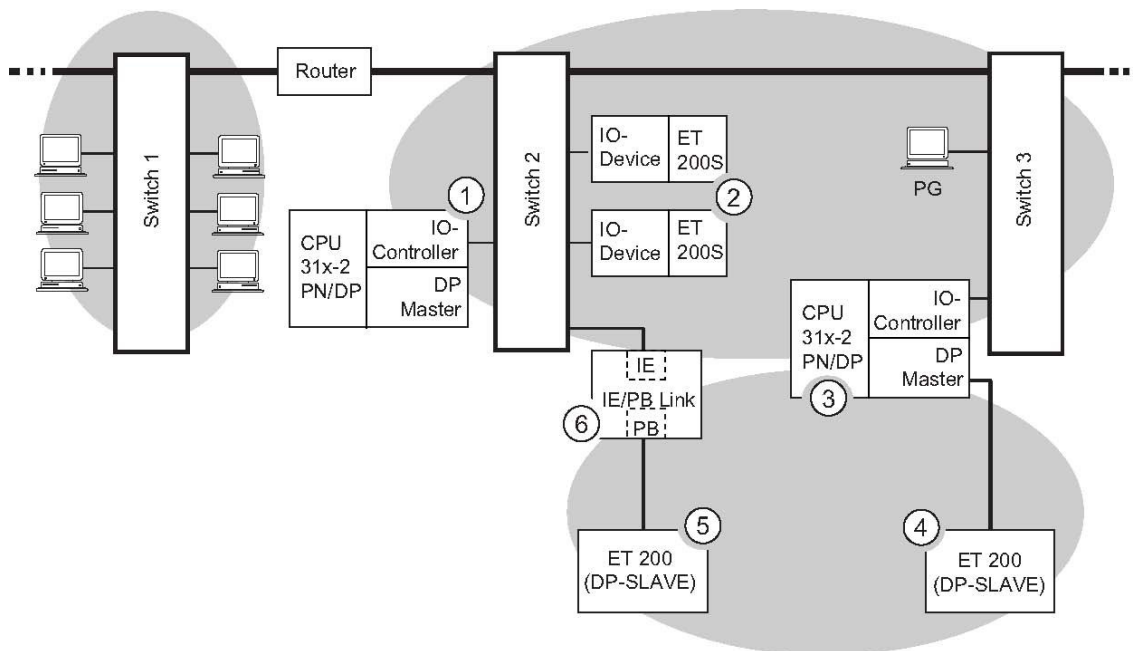 Router
Switch 1
Switch 2
Switch 3
IO-
Device
ET
200S
1
2
PG
IO-
Device
ET
200S
CPU
31x-2
PN/DP
IO-
Controller
DP
Master
CPU
31x-2
PN/DP
IO-
Controller
DP
Master
3
IE
IE/PB Link
PB
6
5
4
ET 200
(DP-SLAVE)
ET 200
(DP-SLAVE)